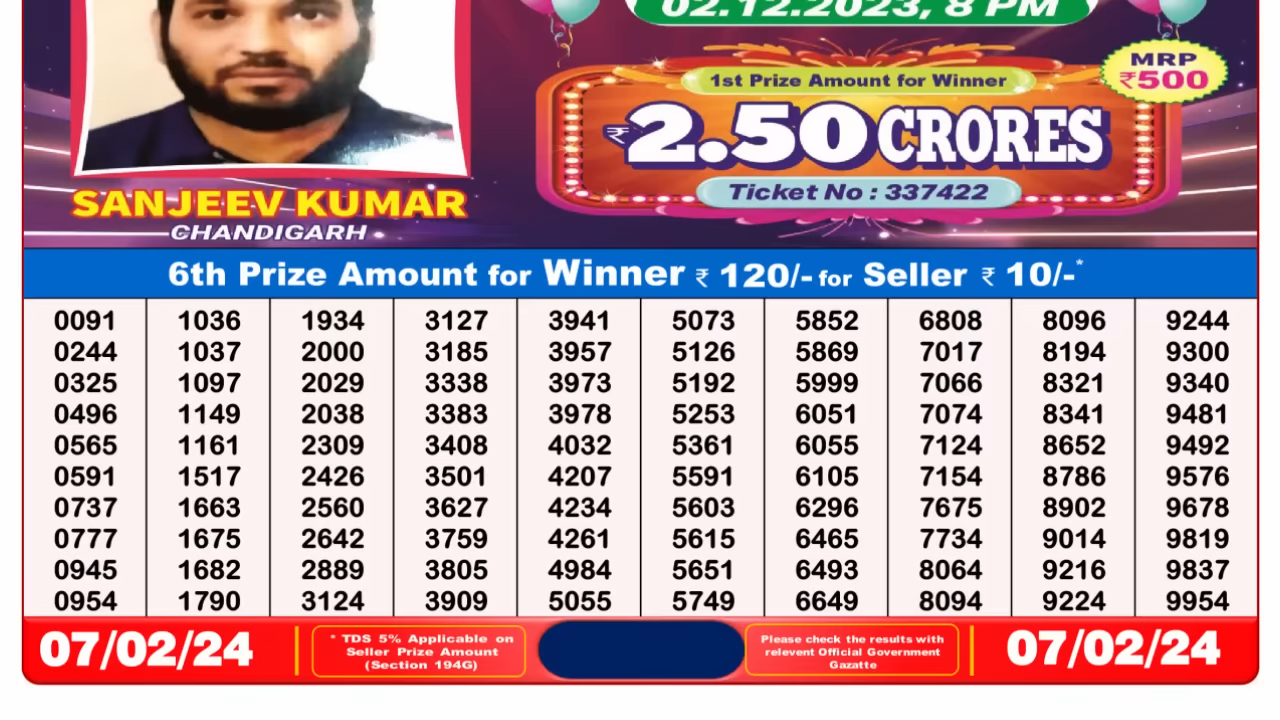 02.12.2023, 8 PM
MRP
₹500
1st Prize Amount for Winner
₹2.50 CRORES
Ticket No : 337422
SANJEEV KUMAR
CHANDIGARH
6th Prize Amount for Winner ₹ 120/- for Seller ₹ 10/-*
0091 1036 1934 3127 3941 5073 5852 6808 8096 9244
0244 1037 2000 3185 3957 5126 5869 7017 8194 9300
0325 1097 2029 3338 3973 5192 5999 7066 8321 9340
0496 1149 2038 3383 3978 5253 6051 7074 8341 9481
0565 1161 2309 3408 4032 5361 6055 7124 8652 9492
0591 1517 2426 3501 4207 5591 6105 7154 8786 9576
0737 1663 2560 3627 4234 5603 6296 7675 8902 9678
0777 1675 2642 3759 4261 5615 6465 7734 9014 9819
0945 1682 2889 3805 4984 5651 6493 8064 9216 9837
0954 1790 3124 3909 5055 5749 6649 8094 9224 9954
07/02/24
* TDS 5% Applicable on
Seller Prize Amount
(Section 194G)
Please check the results with
relevent Official Government
Gazatte
07/02/24